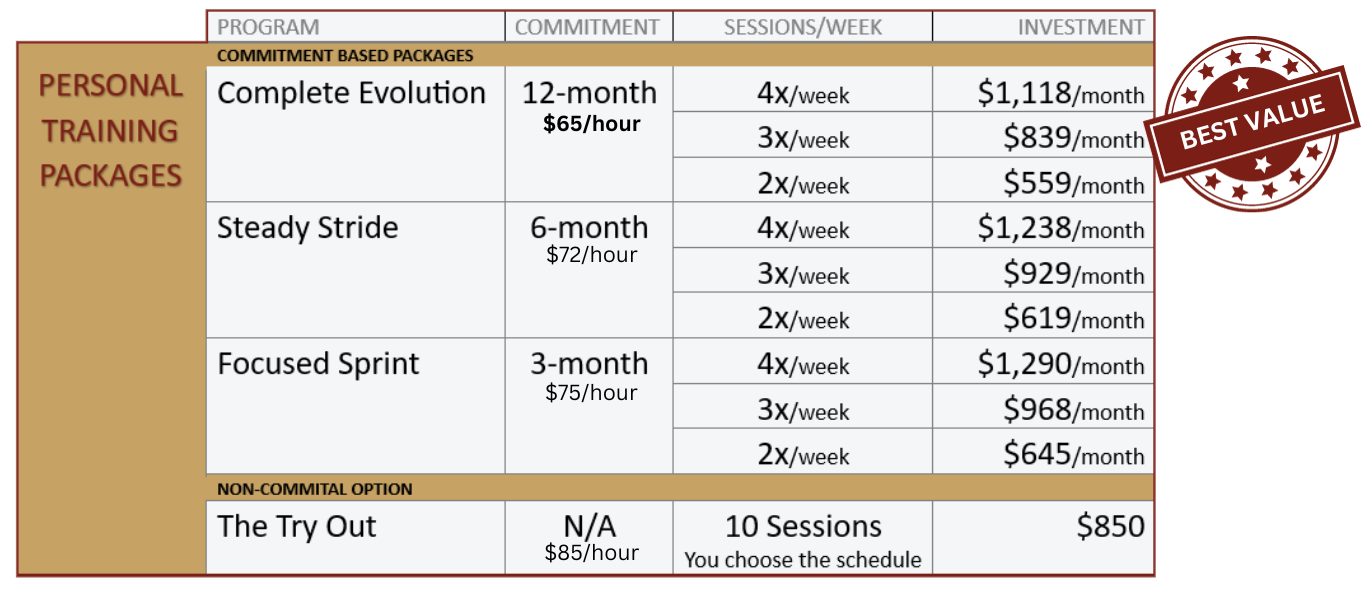 PROGRAM COMMITMENT SESSIONS/WEEK INVESTMENT
PERSONAL
TRAINING
PACKAGES
COMMITMENT BASED PACKAGES
Complete Evolution 12-month 4x/week $1,118/month
$65/hour
3x/week $839/month
2x/week $559/month
Steady Stride 6-month 4x/week $1,238/month
$72/hour
3x/week $929/month
2x/week $619/month
Focused Sprint 3-month 4x/week $1,290/month
$75/hour
3x/week $968/month
2x/week $645/month
NON-COMMITAL OPTION
The Try Out N/A 10 Sessions $850
$85/hour You choose the schedule
BEST VALUE